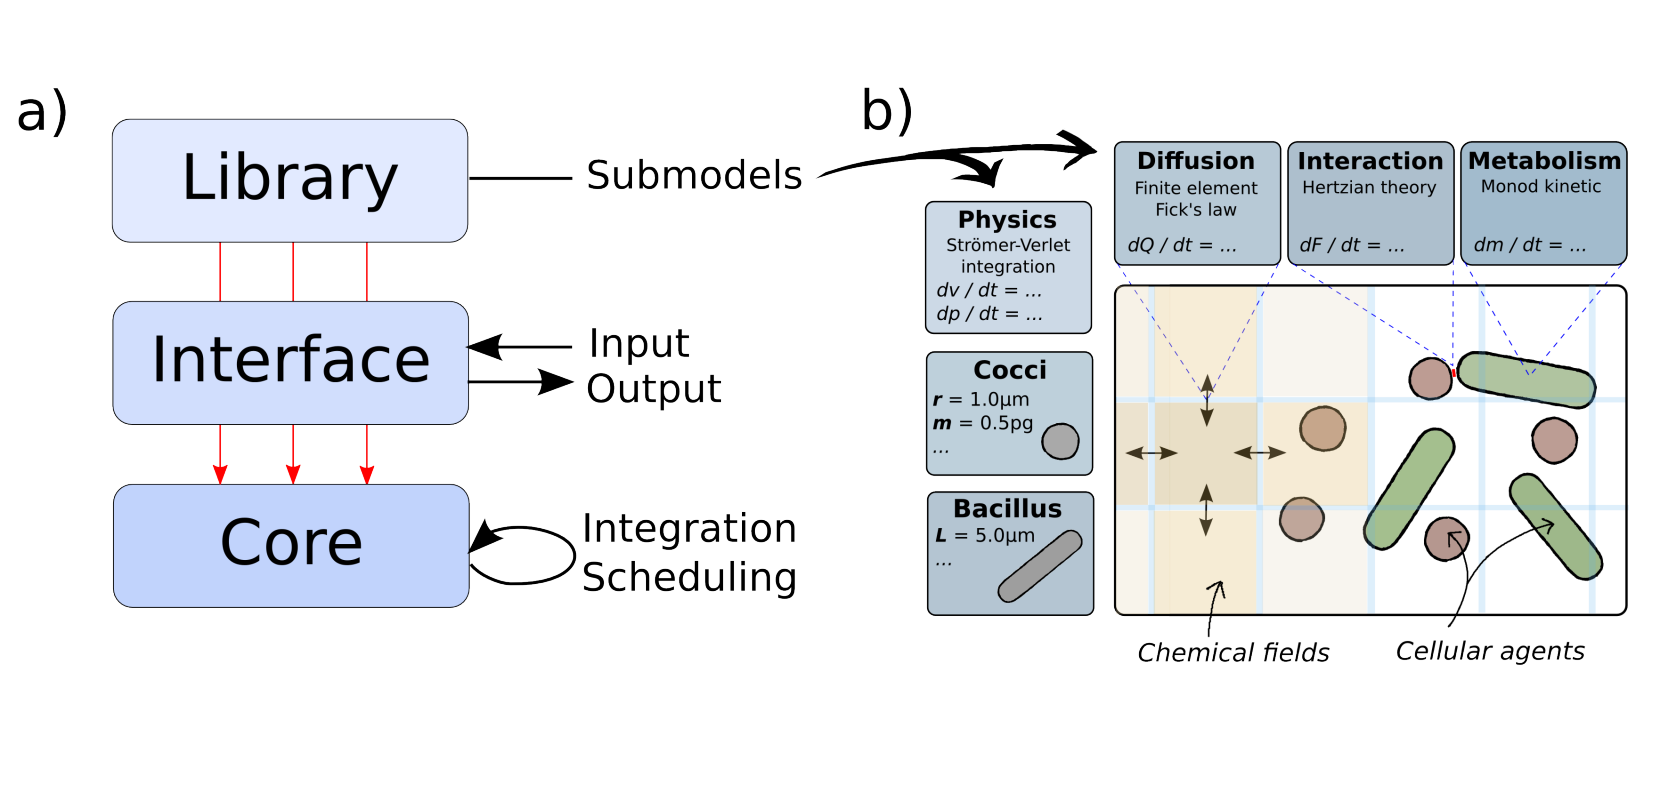 a)
Library
Submodels
Interface
Input
Output
Core
Integration
Scheduling
b)
Diffusion
Finite element
Fick's law
dQ / dt = ...
Interaction
Hertzian theory
dF / dt = ...
Metabolism
Monod kinetic
dm / dt = ...
Physics
Strömer-Verlet
integration
dv / dt = ...
dp / dt = ...
Cocci
r = 1.0µm
m = 0.5pg
...
Bacillus
L = 5.0µm
...
Chemical fields
Cellular agents